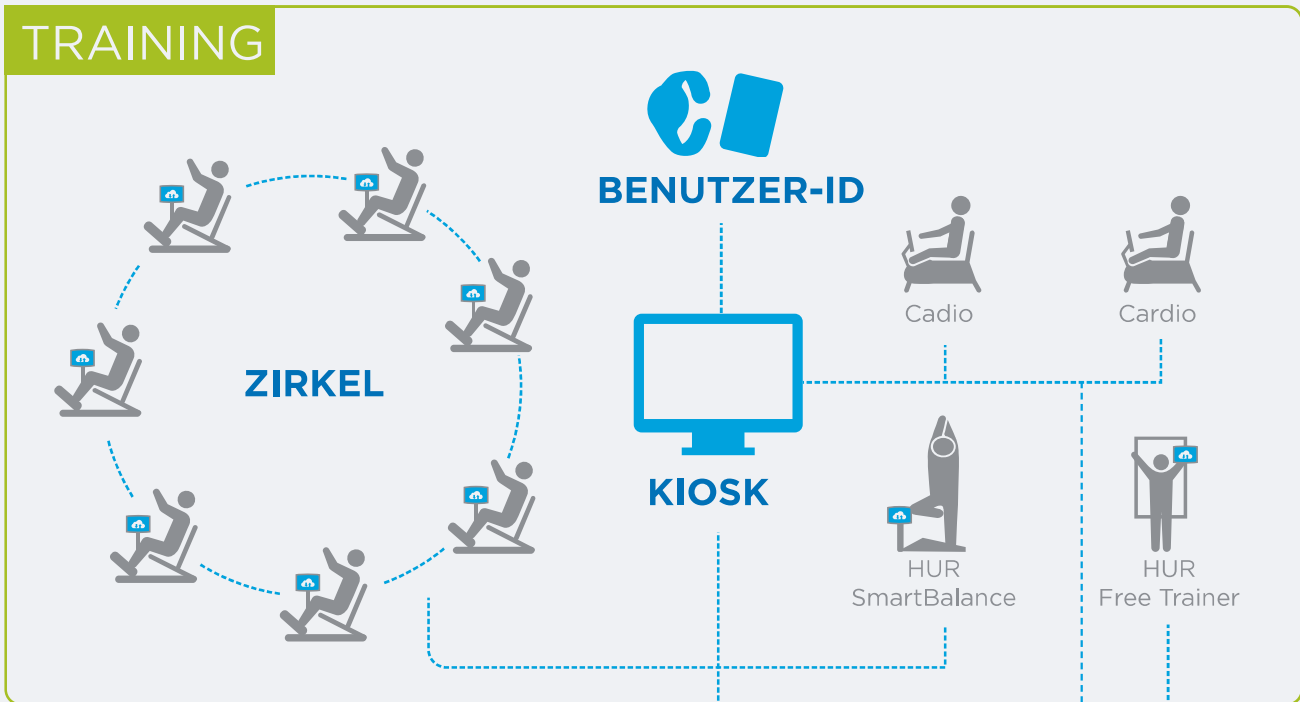 TRAINING
BENUTZER-ID
ZIRKEL
KIOSK
Cadio
Cardio
HUR
SmartBalance
HUR
Free Trainer